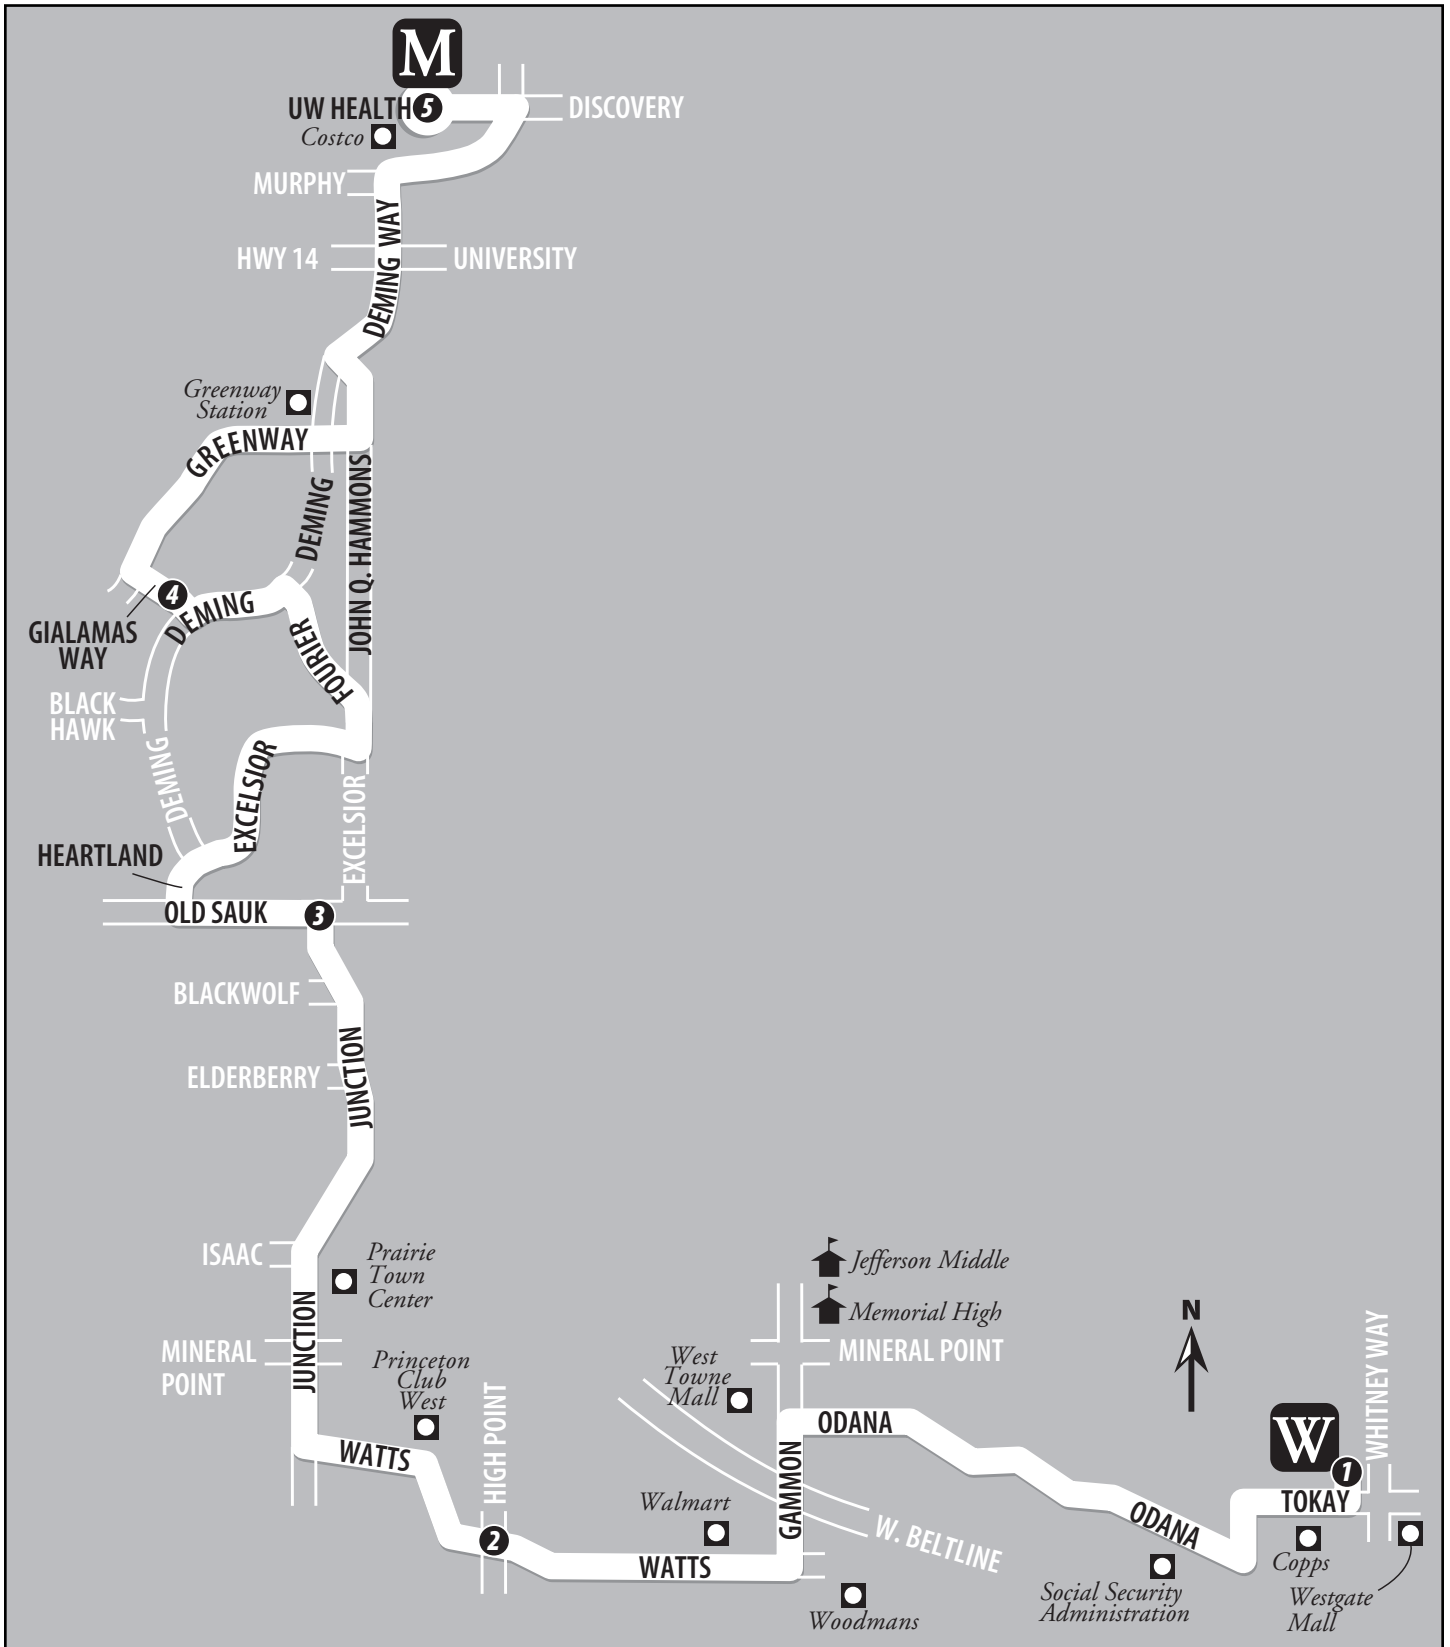 M
UW HEALTH
5
DISCOVERY
Costco
MURPHY
DEMING WAY
HWY 14
UNIVERSITY
Greenway
Station
GREENWAY
JOHN Q. HAMMONS
DEMING
4
DEMING
GIALAMAS
WAY
FOURIER
BLACK
HAWK
DEMING
EXCELSIOR
EXCELSIOR
HEARTLAND
OLD SAUK
3
BLACKWOLF
JUNCTION
ELDERBERRY
ISAAC
Prairie
Town
Center
JUNCTION
MINERAL
POINT
Princeton
Club
West
HIGH POINT
WATTS
2
Jefferson Middle
Memorial High
MINERAL POINT
West
Towne
Mall
ODANA
GAMMON
Walmart
W. BELTLINE
WATTS
Woodmans
N
WHITNEY WAY
W
1
TOKAY
ODANA
Copps
Social Security
Administration
Westgate
Mall